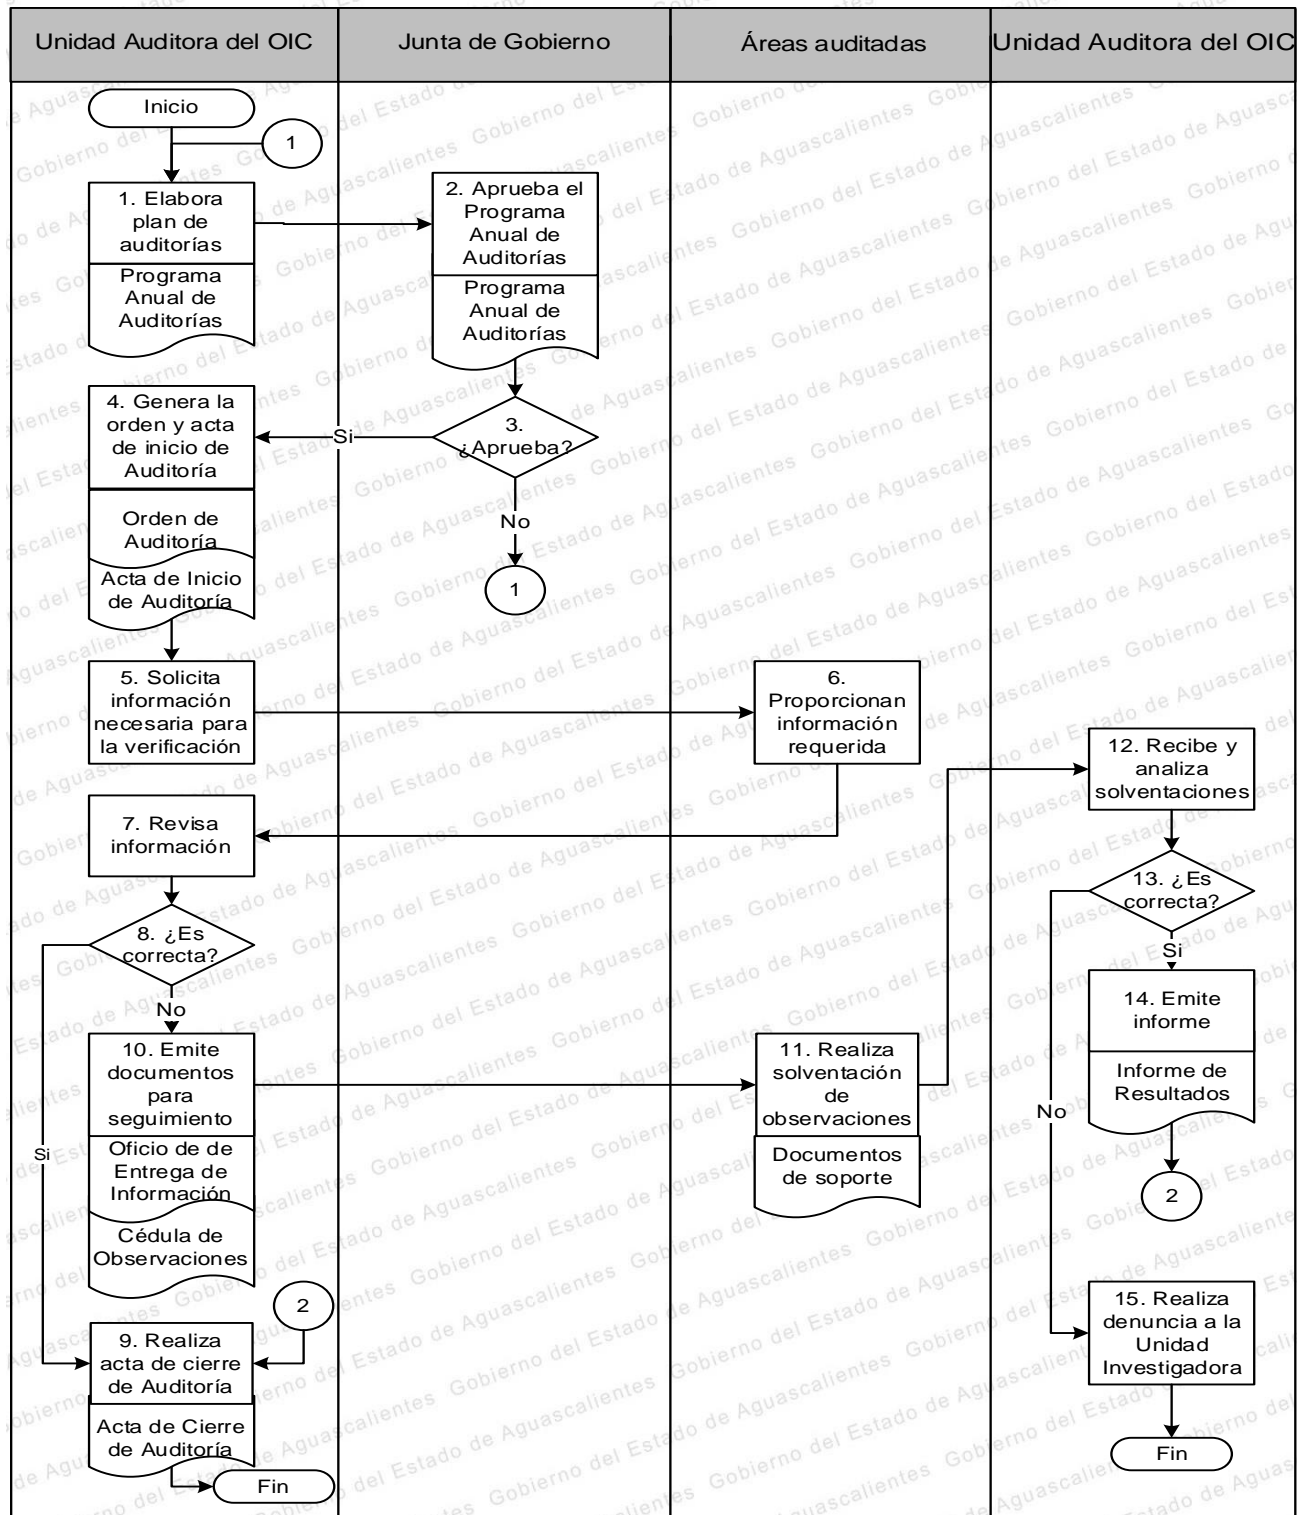 Unidad Auditora del OIC
Junta de Gobierno
Áreas auditadas
Unidad Auditora del OIC
Inicio
1
1. Elabora
plan de
auditorías
Programa
Anual de
Auditorías
2. Aprueba el
Programa
Anual de
Auditorías
Programa
Anual de
Auditorías
3.
¿Aprueba?
Si
No
1
4. Genera la
orden y acta
de inicio de
Auditoría
Orden de
Auditoría
Acta de Inicio
de Auditoría
5. Solicita
información
necesaria para
la verificación
6.
Proporcionan
información
requerida
7. Revisa
información
8. ¿Es
correcta?
Si
No
10. Emite
documentos
para
seguimiento
Oficio de de
Entrega de
Información
Cédula de
Observaciones
11. Realiza
solventación
de
observaciones
Documentos
de soporte
12. Recibe y
analiza
solventaciones
13. ¿Es
correcta?
Si
No
14. Emite
informe
Informe de
Resultados
2
2
9. Realiza
acta de cierre
de Auditoría
Acta de Cierre
de Auditoría
Fin
15. Realiza
denuncia a la
Unidad
Investigadora
Fin
Gobierno del Estado de Aguascalientes